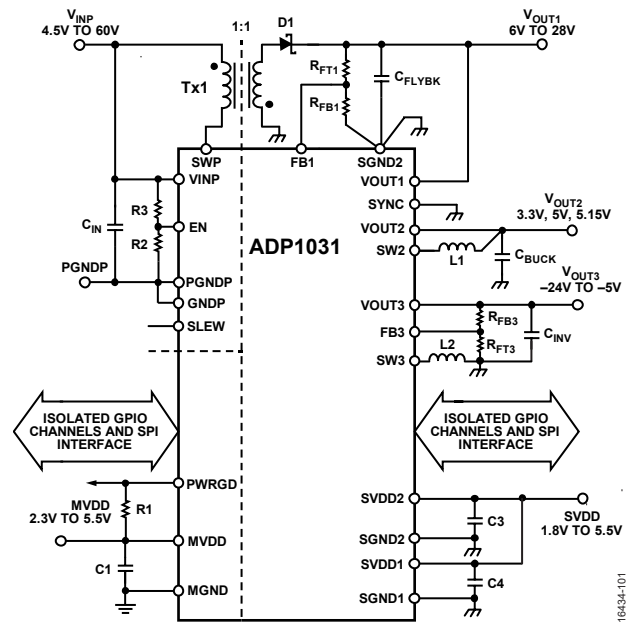 VINP
4.5V TO 60V
1:1
D1
VOUT1
6V TO 28V
Tx1
RFT1
CFLYBK
RFB1
SWP
FB1
SGND2
VINP
VOUT1
SYNC
R3
CIN
EN
R2
ADP1031
VOUT2
VOUT2
3.3V, 5V, 5.15V
SW2
L1
CBUCK
PGNDP
PGNDP
GNDP
SLEW
VOUT3
VOUT3
–24V TO –5V
RFB3
FB3
CINV
RFT3
SW3
L2
ISOLATED GPIO
CHANNELS AND SPI
INTERFACE
ISOLATED GPIO
CHANNELS AND SPI
INTERFACE
PWRGD
MVDD
2.3V TO 5.5V
R1
MVDD
C1
MGND
SVDD2
SVDD
1.8V TO 5.5V
C3
SGND2
SVDD1
C4
SGND1
16434-101